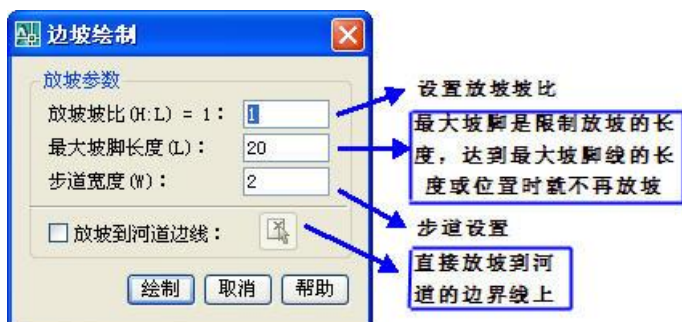 边坡绘制
放坡参数
放坡坡比(H:L) = 1:
1
最大坡脚长度(L):
20
步道宽度(W):
2
放坡到河道边线:
绘制
取消
帮助
设置放坡坡比
最大坡脚是限制放坡的长
度，达到最大坡脚线的长
度或位置时就不再放坡
步道设置
直接放坡到河
道的边界线上